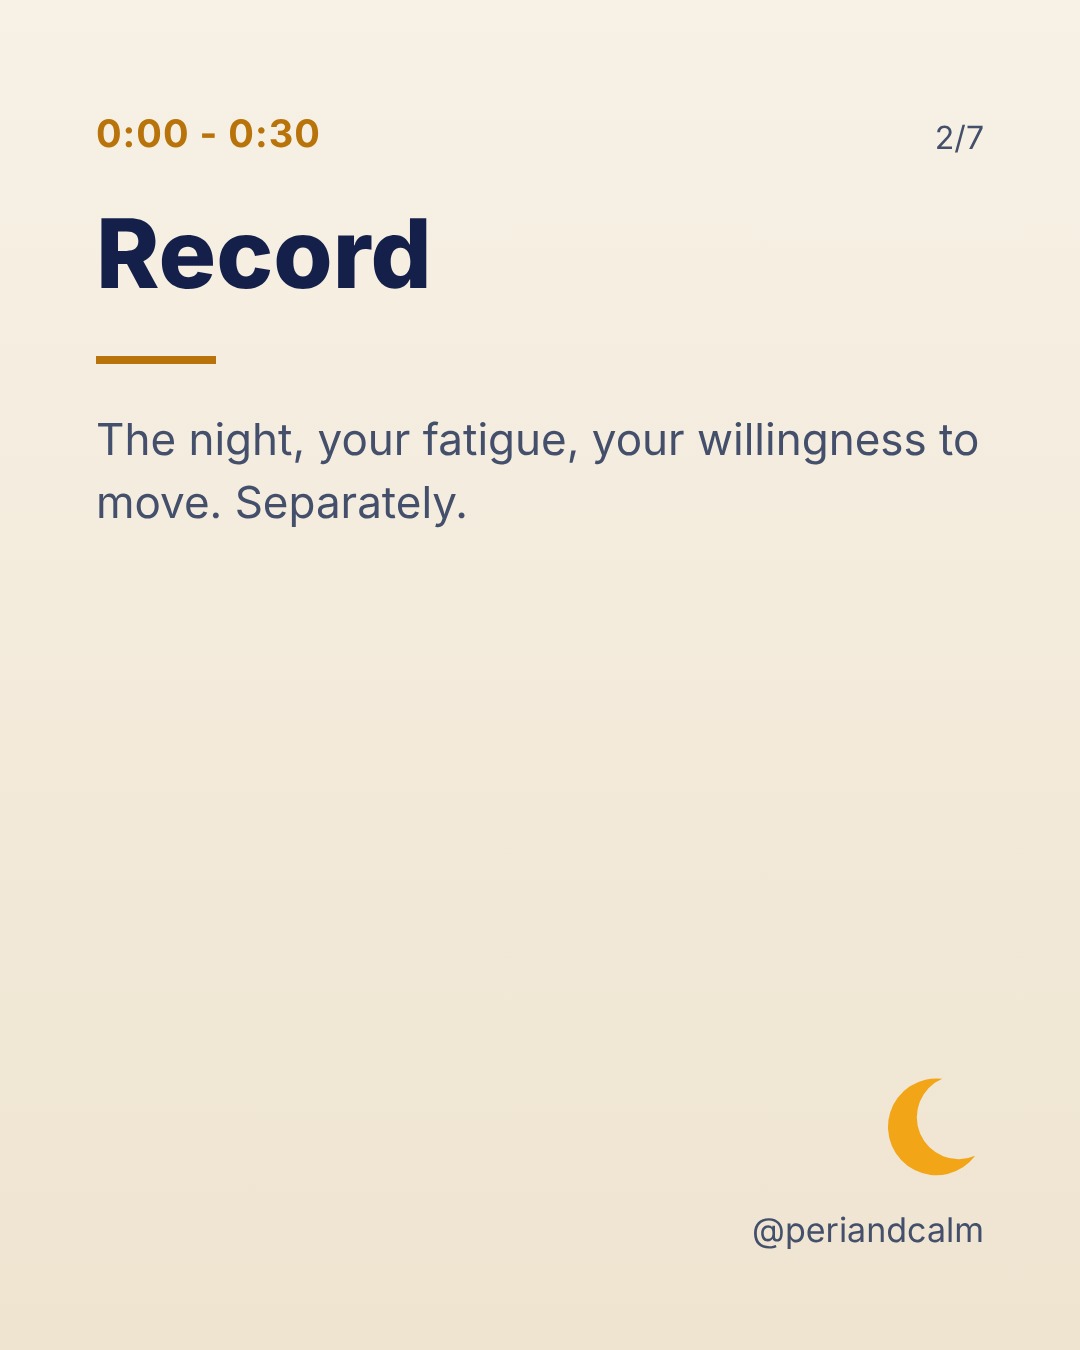 0:00 - 0:30
2/7
Record
The night, your fatigue, your willingness to
move. Separately.
@periandcalm